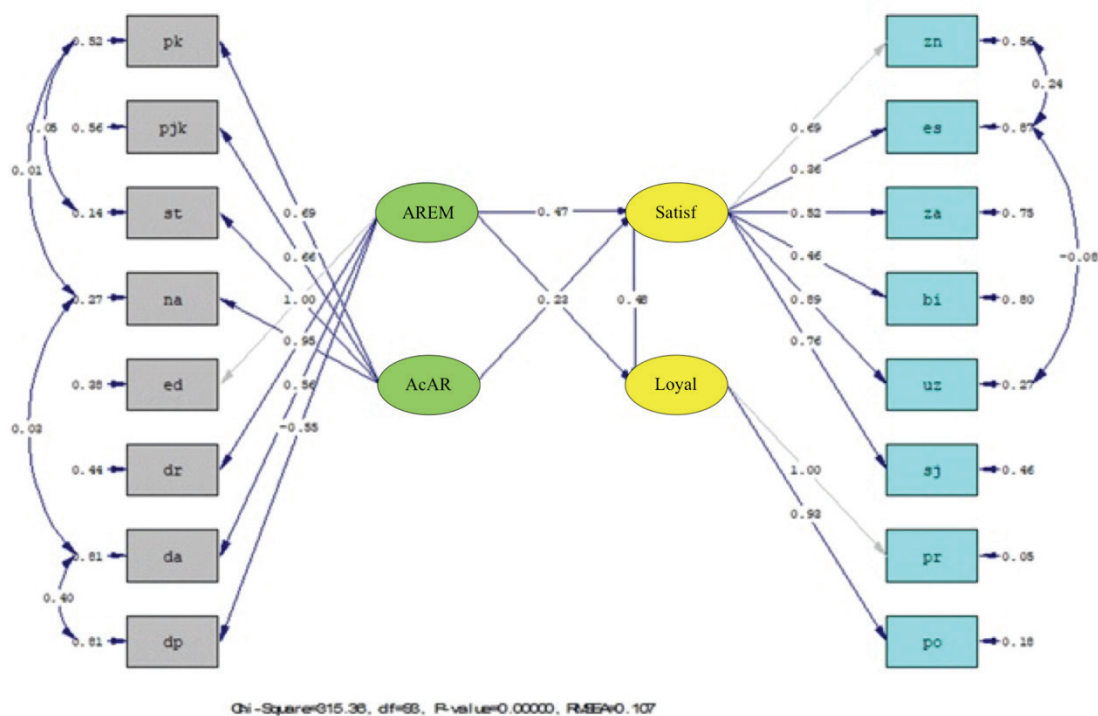 0.52 pk zn 0.56
0.24
0.05 0.56 pjk 0.69 es 0.87
0.01 0.36
0.14 st 0.69 AREM 0.47 Satisf 0.52 za 0.75
0.66 0.46 -0.08
0.27 na 1.00 0.23 0.48 0.89 bi 0.80
0.95 0.76
0.28 ed 0.56 AcAR Loyal uz 0.27
0.02 -0.55
0.44 dr 1.00 sj 0.46
0.93
0.81 da pr 0.05
0.40
0.81 dp po 0.18
Chi-Square=315.36, df=93, P-value=0.00000, RMSEA=0.107